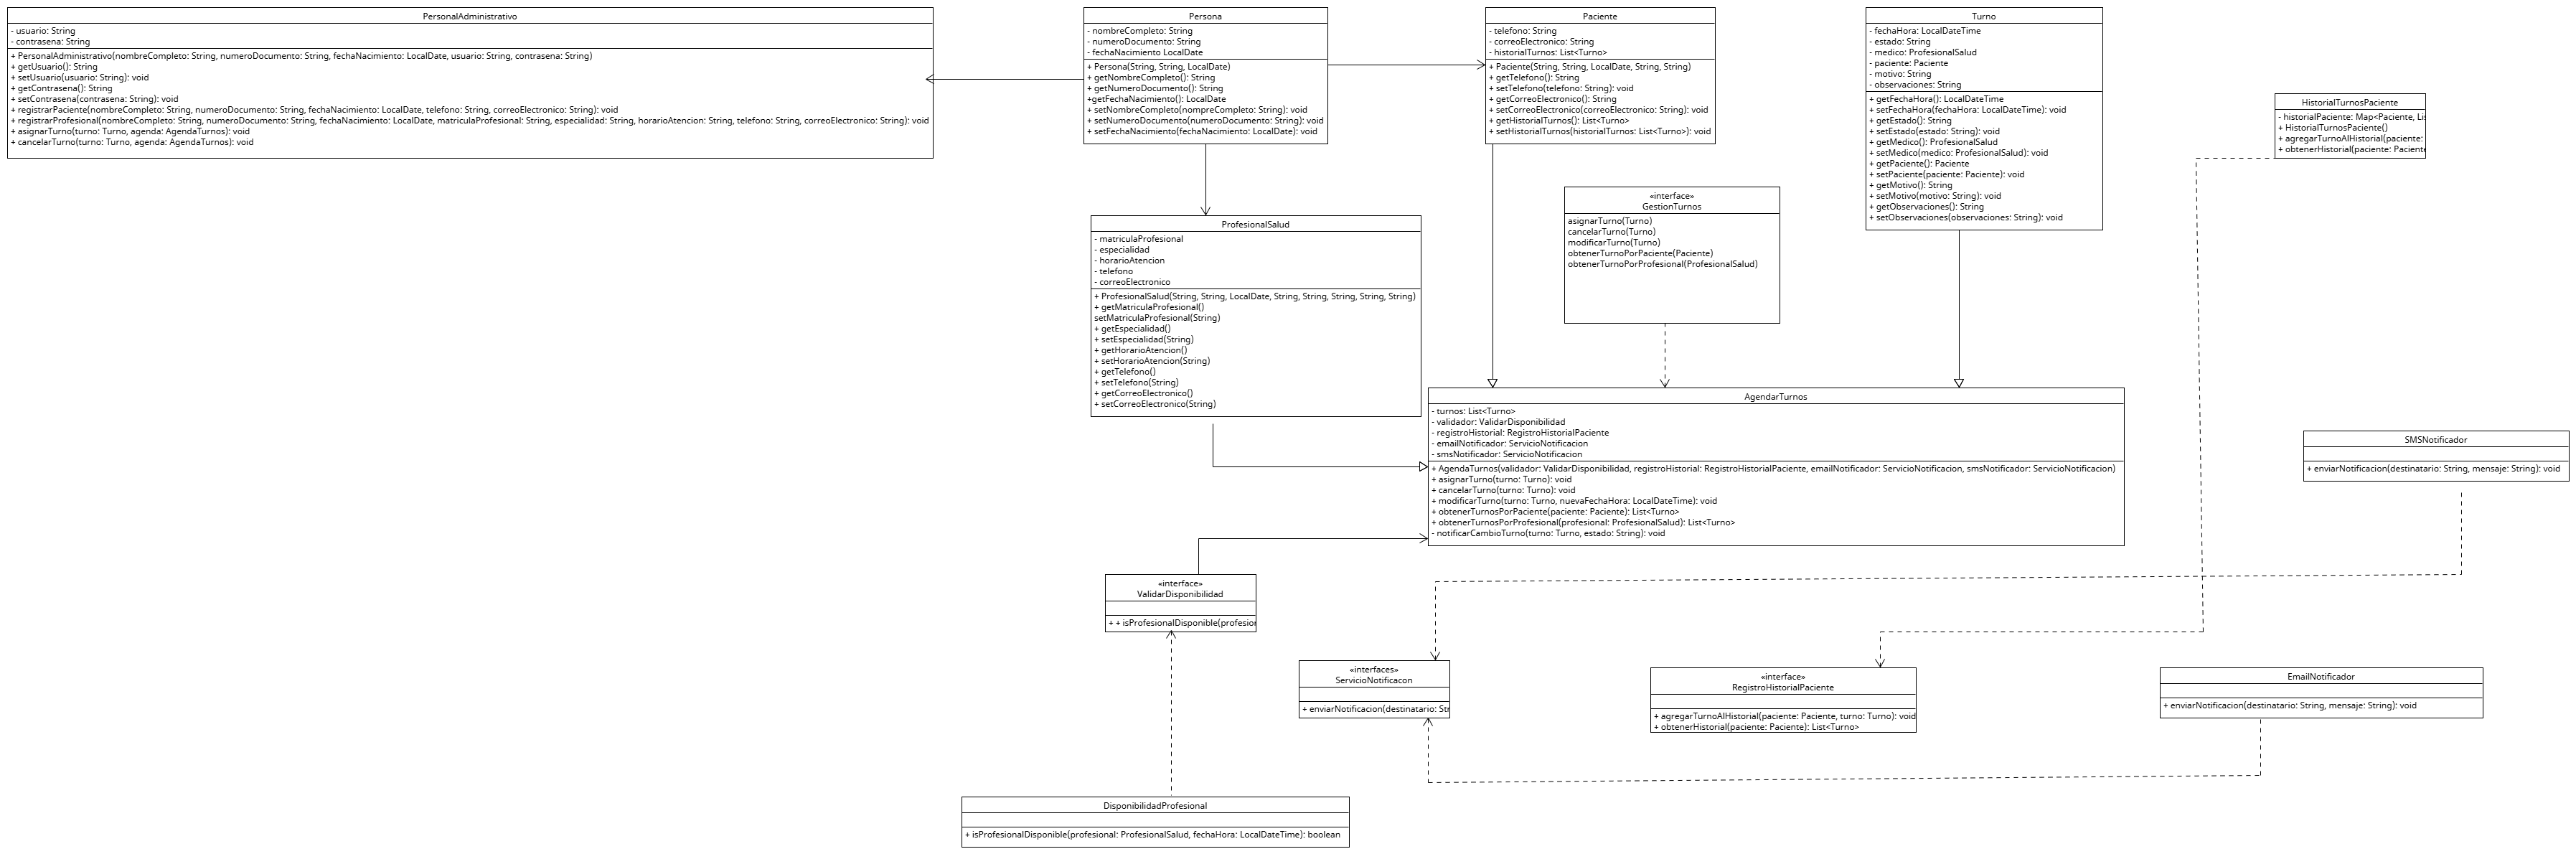 PersonalAdministrativo
- usuario: String
- contrasena: String
+ PersonalAdministrativo(nombreCompleto: String, numeroDocumento: String, fechaNacimiento: LocalDate, usuario: String, contrasena: String)
+ getUsuario(): String
+ setUsuario(usuario: String): void
+ getContrasena(): String
+ setContrasena(contrasena: String): void
+ registrarPaciente(nombreCompleto: String, numeroDocumento: String, fechaNacimiento: LocalDate, telefono: String, correoElectronico: String): void
+ registrarProfesional(nombreCompleto: String, numeroDocumento: String, fechaNacimiento: LocalDate, matriculaProfesional: String, especialidad: String, horarioAtencion: String, telefono: String, correoElectronico: String): void
+ asignarTurno(turno: Turno, agenda: AgendaTurnos): void
+ cancelarTurno(turno: Turno, agenda: AgendaTurnos): void
Persona
- nombreCompleto: String
- numeroDocumento: String
- fechaNacimiento LocalDate
+ Persona(String, String, LocalDate)
+ getNombreCompleto(): String
+ getNumeroDocumento(): String
+getFechaNacimiento(): LocalDate
+ setNombreCompleto(nompreCompleto: String): void
+ setNumeroDocumento(numeroDocumento: String): void
+ setFechaNacimiento(fechaNacimiento: LocalDate): void
Paciente
- telefono: String
- correoElectronico: String
- historialTurnos: List<Turno>
+ Paciente(String, String, LocalDate, String, String)
+ getTelefono(): String
+ setTelefono(telefono: String): void
+ getCorreoElectronico(): String
+ setCorreoElectronico(correoElectronico: String): void
+ getHistorialTurnos(): List<Turno>
+ setHistorialTurnos(historialTurnos: List<Turno>): void
Turno
- fechaHora: LocalDateTime
- estado: String
- medico: ProfesionalSalud
- paciente: Paciente
- motivo: String
- observaciones: String
+ getFechaHora(): LocalDateTime
+ setFechaHora(fechaHora: LocalDateTime): void
+ getEstado(): String
+ setEstado(estado: String): void
+ getMedico(): ProfesionalSalud
+ setMedico(medico: ProfesionalSalud): void
+ getPaciente(): Paciente
+ setPaciente(paciente: Paciente): void
+ getMotivo(): String
+ setMotivo(motivo: String): void
+ getObservaciones(): String
+ setObservaciones(observaciones: String): void
HistorialTurnosPaciente
- historialPaciente: Map<Paciente, Lis
+ HistorialTurnosPaciente()
+ agregarTurnoAlHistorial(paciente:
+ obtenerHistorial(paciente: Paciente
«interface»
GestionTurnos
asignarTurno(Turno)
cancelarTurno(Turno)
modificarTurno(Turno)
obtenerTurnoPorPaciente(Paciente)
obtenerTurnoPorProfesional(ProfesionalSalud)
ProfesionalSalud
- matriculaProfesional
- especialidad
- horarioAtencion
- telefono
- correoElectronico
+ ProfesionalSalud(String, String, LocalDate, String, String, String, String, String)
+ getMatriculaProfesional()
setMatriculaProfesional(String)
+ getEspecialidad()
+ setEspecialidad(String)
+ getHorarioAtencion()
+ setHorarioAtencion(String)
+ getTelefono()
+ setTelefono(String)
+ getCorreoElectronico()
+ setCorreoElectronico(String)
AgendarTurnos
- turnos: List<Turno>
- validador: ValidarDisponibilidad
- registroHistorial: RegistroHistorialPaciente
- emailNotificador: ServicioNotificacion
- smsNotificador: ServicioNotificacion
+ AgendaTurnos(validador: ValidarDisponibilidad, registroHistorial: RegistroHistorialPaciente, emailNotificador: ServicioNotificacion, smsNotificador: ServicioNotificacion)
+ asignarTurno(turno: Turno): void
+ cancelarTurno(turno: Turno): void
+ modificarTurno(turno: Turno, nuevaFechaHora: LocalDateTime): void
+ obtenerTurnosPorPaciente(paciente: Paciente): List<Turno>
+ obtenerTurnosPorProfesional(profesional: ProfesionalSalud): List<Turno>
- notificarCambioTurno(turno: Turno, estado: String): void
SMSNotificador
+ enviarNotificacion(destinatario: String, mensaje: String): void
«interface»
ValidarDisponibilidad
+ + isProfesionalDisponible(profesion
«interfaces»
ServicioNotificacon
+ enviarNotificacion(destinatario: Str
«interface»
RegistroHistorialPaciente
+ agregarTurnoAlHistorial(paciente: Paciente, turno: Turno): void
+ obtenerHistorial(paciente: Paciente): List<Turno>
EmailNotificador
+ enviarNotificacion(destinatario: String, mensaje: String): void
DisponibilidadProfesional
+ isProfesionalDisponible(profesional: ProfesionalSalud, fechaHora: LocalDateTime): boolean